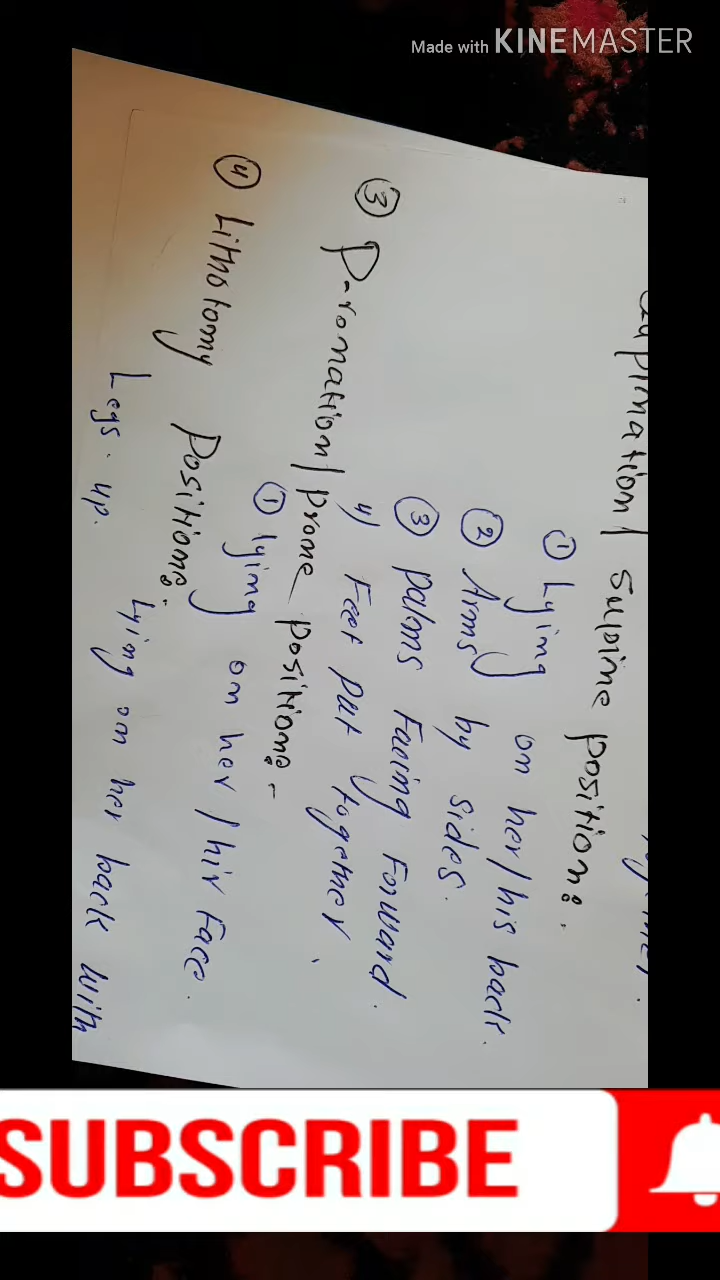 Made with KINEMASTER
supination | supine position:-
① Lying on her/his back.
② Arms by sides.
③ palms Facing Forward.
4) Feet put together.
③ Paronation | prone position:-
① lying on her/hir Face.
④ Lithotomy position:-
Lying on her back with
Legs. up.
SUBSCRIBE